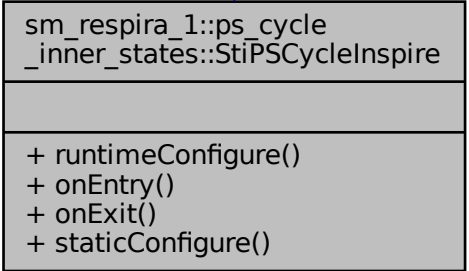 sm_respira_1::ps_cycle
_inner_states::StiPSCycleInspire
+ runtimeConfigure()
+ onEntry()
+ onExit()
+ staticConfigure()